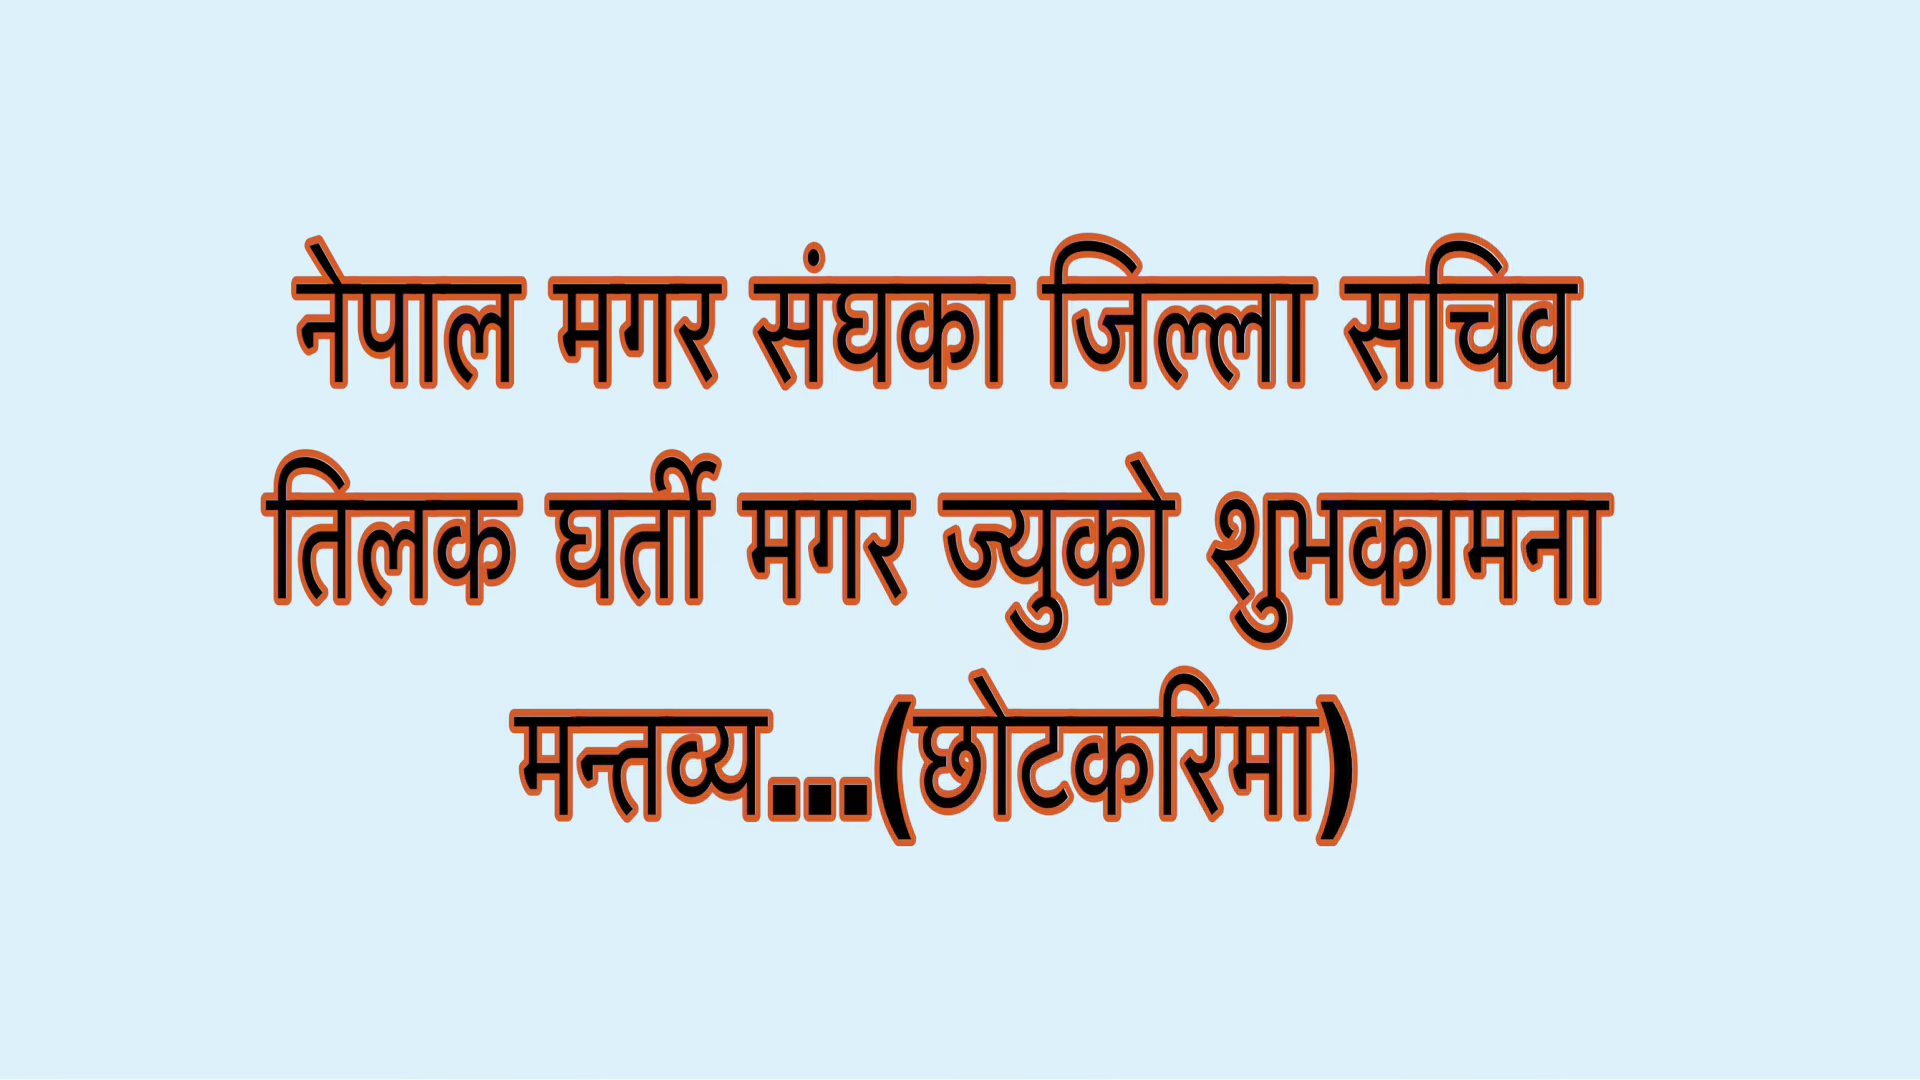 नेपाल मगर संघका जिल्ला सचिव
तिलक घर्ती मगर ज्युको शुभकामना
मन्तव्य...(छोटकरिमा)